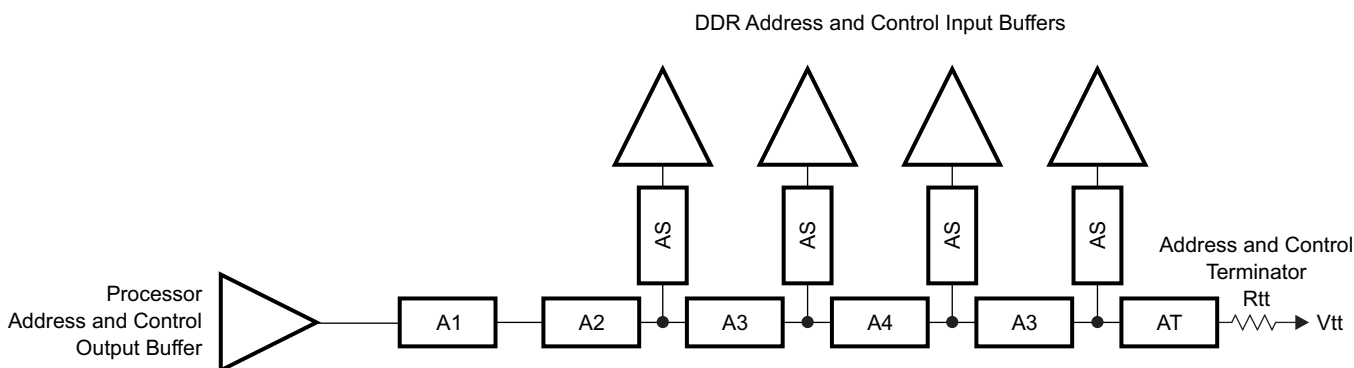 DDR Address and Control Input Buffers
AS
AS
AS
AS
Processor
Address and Control
Output Buffer
A1
A2
A3
A4
A3
AT
Address and Control
Terminator
Rtt
Vtt